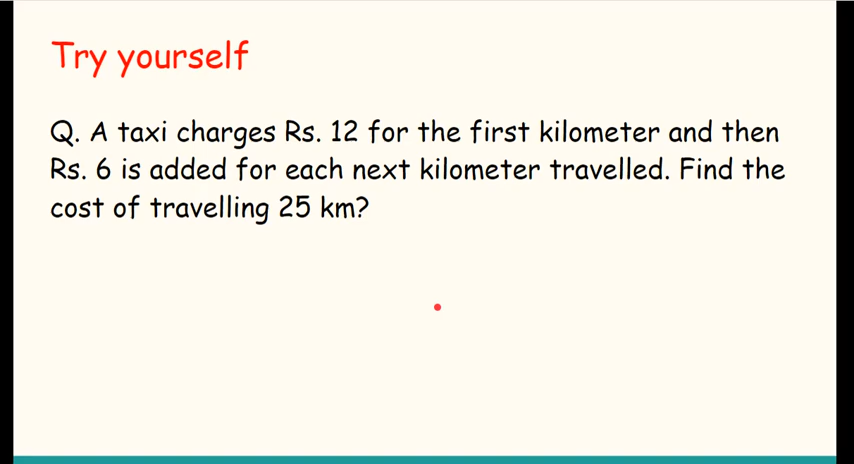 Try yourself
Q. A taxi charges Rs. 12 for the first kilometer and then
Rs. 6 is added for each next kilometer travelled. Find the
cost of travelling 25 km?